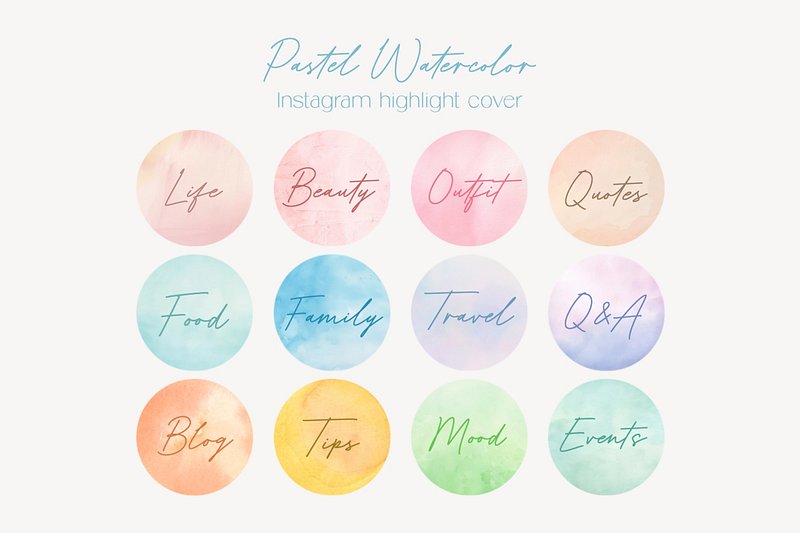 Pastel Watercolor
Instagram highlight cover
Life
Beauty
Outfit
Quotes
Food
Family
Travel
Q&A
Blog
Tips
Mood
Events